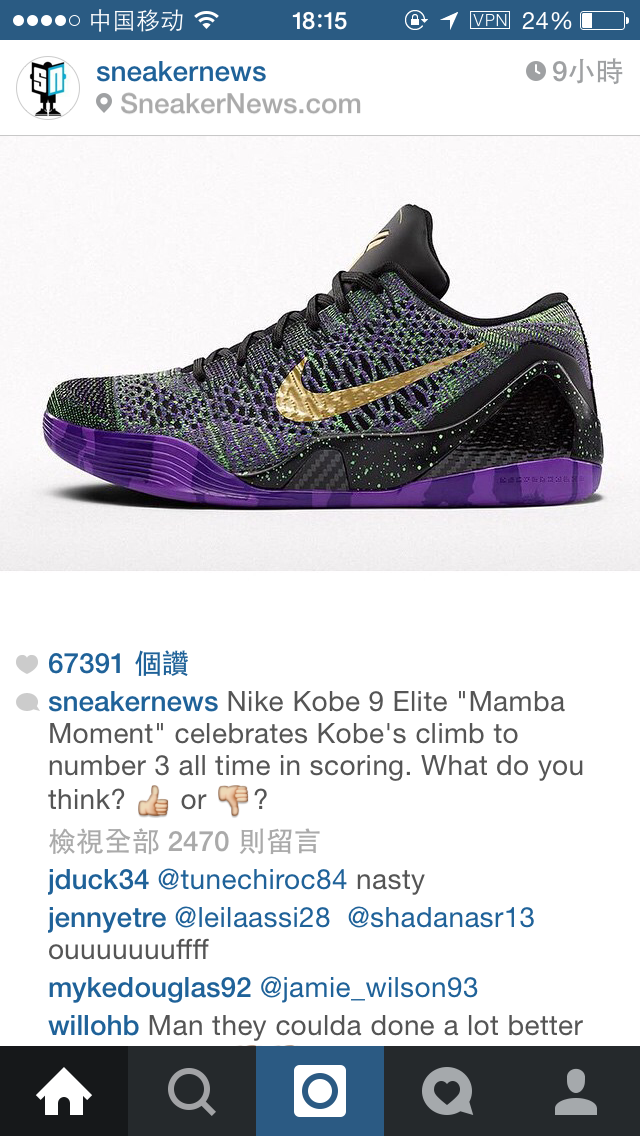 中国移动 18:15 VPN 24%
SN
sneakernews 9小時
SneakerNews.com
67391 個讚
sneakernews Nike Kobe 9 Elite "Mamba
Moment" celebrates Kobe's climb to
number 3 all time in scoring. What do you
think? 👍 or 👎?
檢視全部 2470 則留言
jduck34 @tunechiroc84 nasty
jennyetre @leilaassi28 @shadanasr13
ouuuuuuuffff
mykedouglas92 @jamie_wilson93
willohb Man they coulda done a lot better